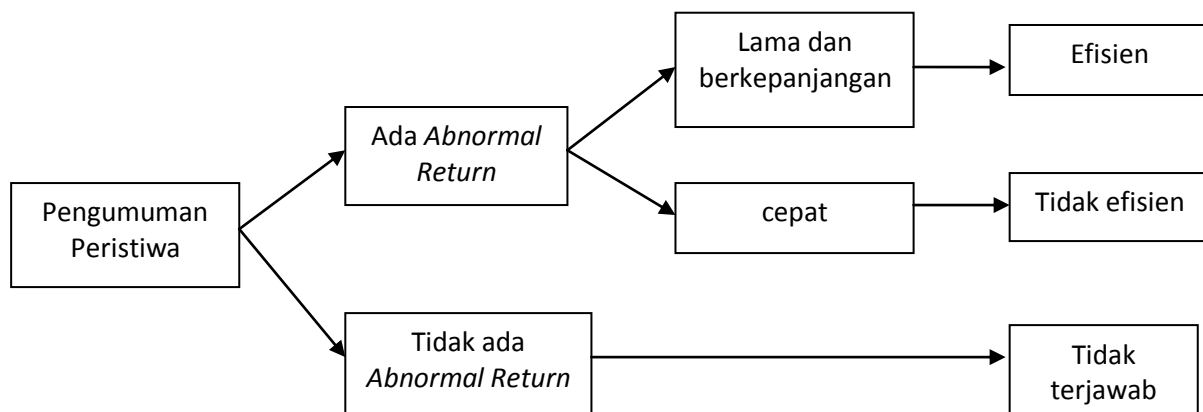 Lama dan
berkepanjangan
Efisien
Ada Abnormal
Return
Pengumuman
Peristiwa
cepat
Tidak efisien
Tidak ada
Abnormal Return
Tidak
terjawab